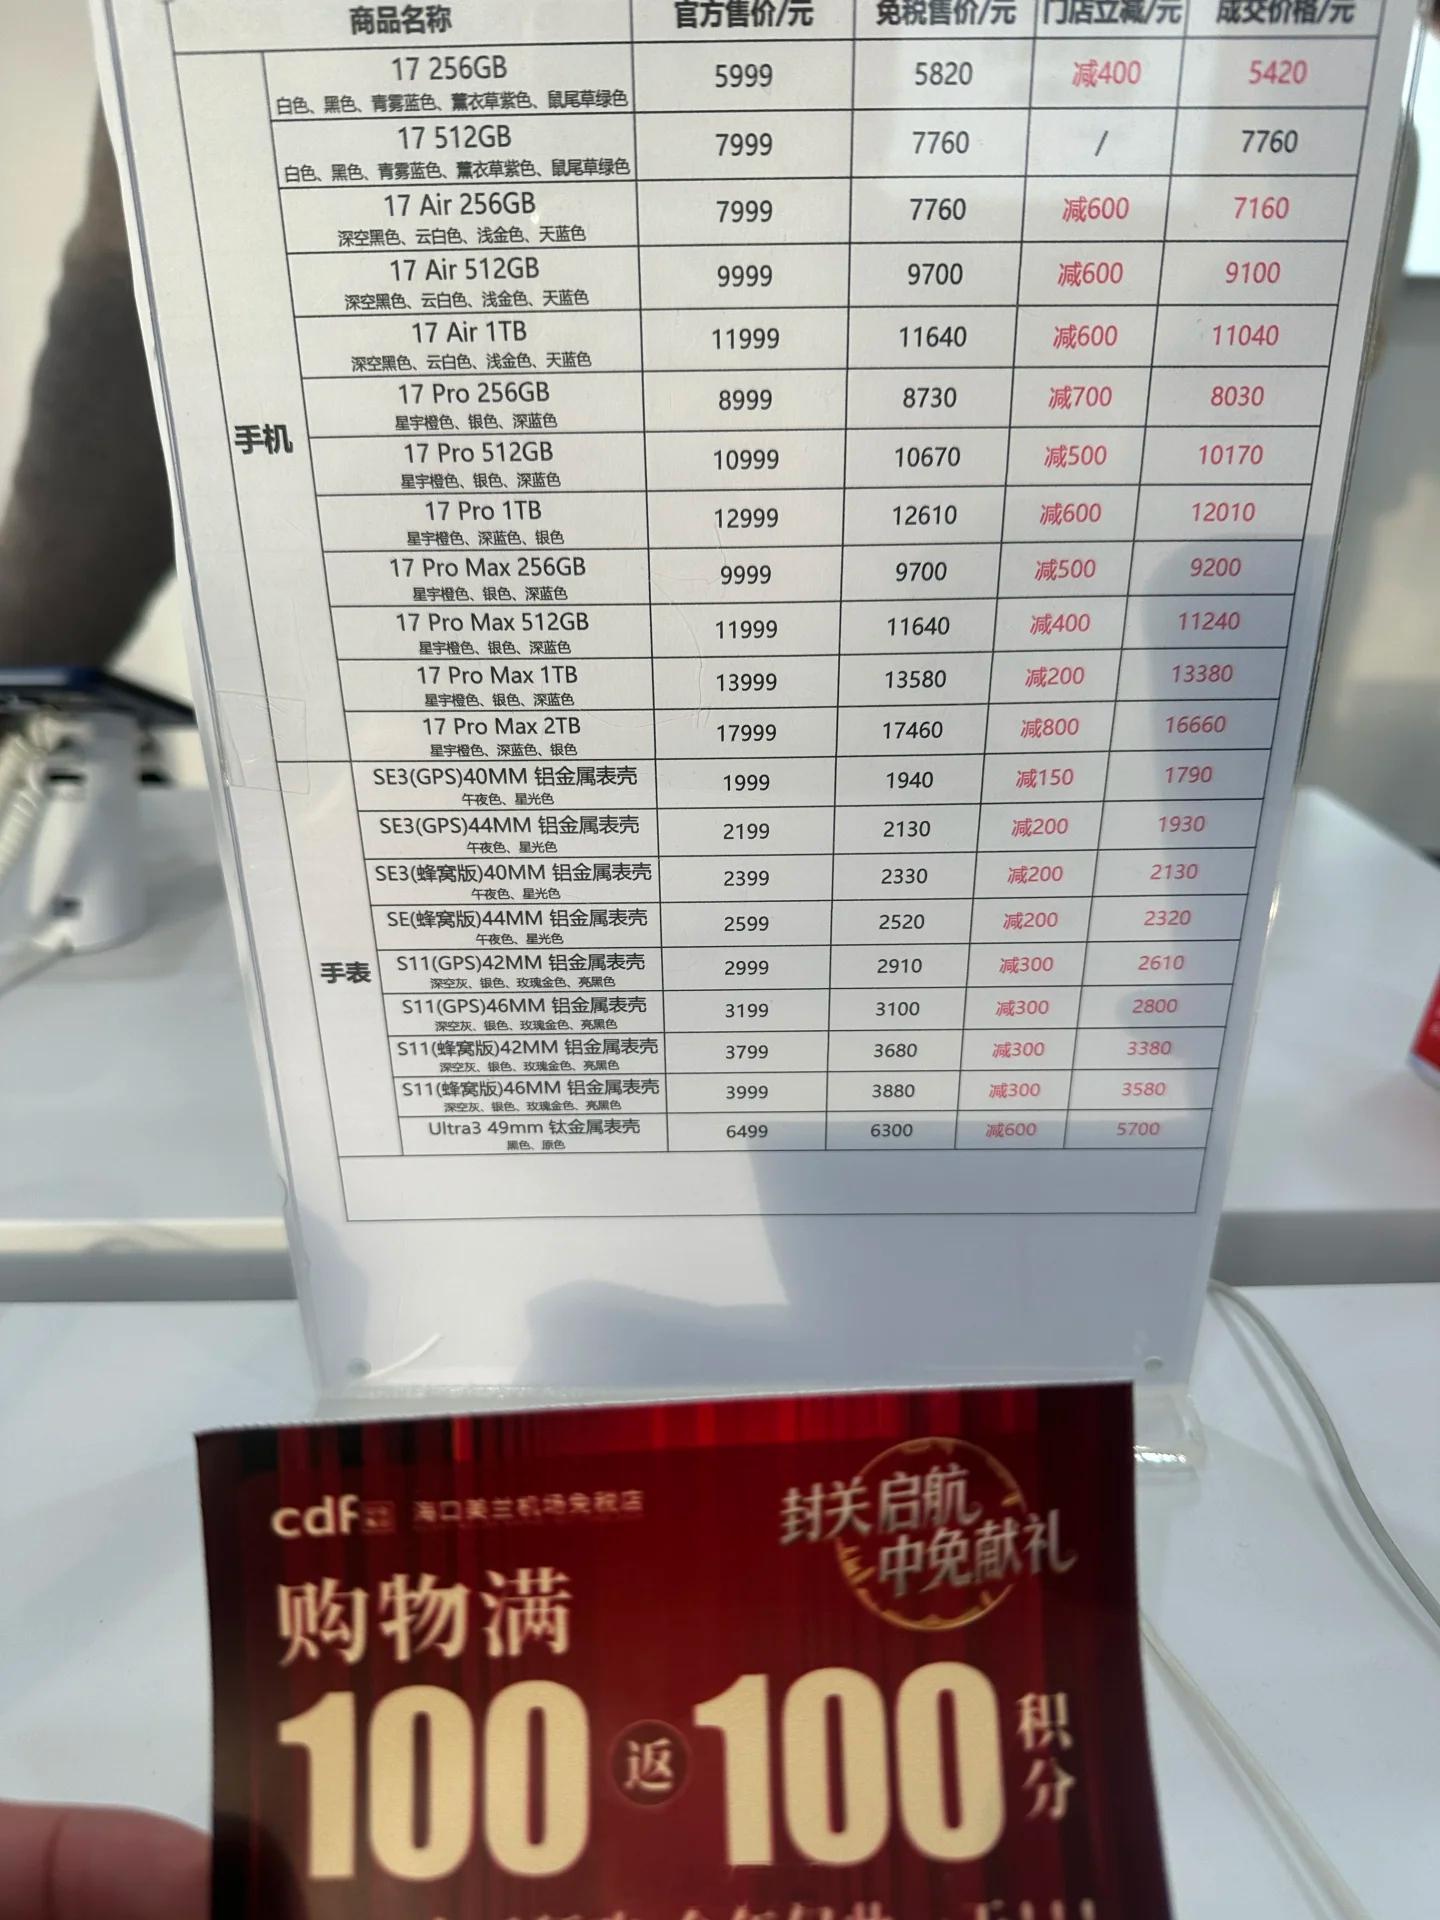 商品名称 官方售价/元 免税售价/元 门店立减/元 成交价格/元
17 256GB 5999 5820 减400 5420
白色、黑色、青雾蓝色、薰衣草紫色、鼠尾草绿色
17 512GB 7999 7760 / 7760
白色、黑色、青雾蓝色、薰衣草紫色、鼠尾草绿色
17 Air 256GB 7999 7760 减600 7160
深空黑色、云白色、浅金色、天蓝色
17 Air 512GB 9999 9700 减600 9100
深空黑色、云白色、浅金色、天蓝色
17 Air 1TB 11999 11640 减600 11040
深空黑色、云白色、浅金色、天蓝色
17 Pro 256GB 8999 8730 减700 8030
星宇橙色、银色、深蓝色
手机
17 Pro 512GB 10999 10670 减500 10170
星宇橙色、银色、深蓝色
17 Pro 1TB 12999 12610 减600 12010
星宇橙色、深蓝色、银色
17 Pro Max 256GB 9999 9700 减500 9200
星宇橙色、银色、深蓝色
17 Pro Max 512GB 11999 11640 减400 11240
星宇橙色、银色、深蓝色
17 Pro Max 1TB 13999 13580 减200 13380
星宇橙色、银色、深蓝色
17 Pro Max 2TB 17999 17460 减800 16660
星宇橙色、深蓝色、银色
SE3(GPS)40MM 铝金属表壳 1999 1940 减150 1790
午夜色、星光色
SE3(GPS)44MM 铝金属表壳 2199 2130 减200 1930
午夜色、星光色
SE3(蜂窝版)40MM 铝金属表壳 2399 2330 减200 2130
午夜色、星光色
SE(蜂窝版)44MM 铝金属表壳 2599 2520 减200 2320
午夜色、星光色
手表
S11(GPS)42MM 铝金属表壳 2999 2910 减300 2610
深空灰、银色、玫瑰金色、亮黑色
S11(GPS)46MM 铝金属表壳 3199 3100 减300 2800
深空灰、银色、玫瑰金色、亮黑色
S11(蜂窝版)42MM 铝金属表壳 3799 3680 减300 3380
深空灰、银色、玫瑰金色、亮黑色
S11(蜂窝版)46MM 铝金属表壳 3999 3880 减300 3580
深空灰、银色、玫瑰金色、亮黑色
Ultra3 49mm 钛金属表壳 6499 6300 减600 5700
黑色、原色
cdf 海口美兰机场免税店
封关启航
中免献礼
购物满
100返100积分